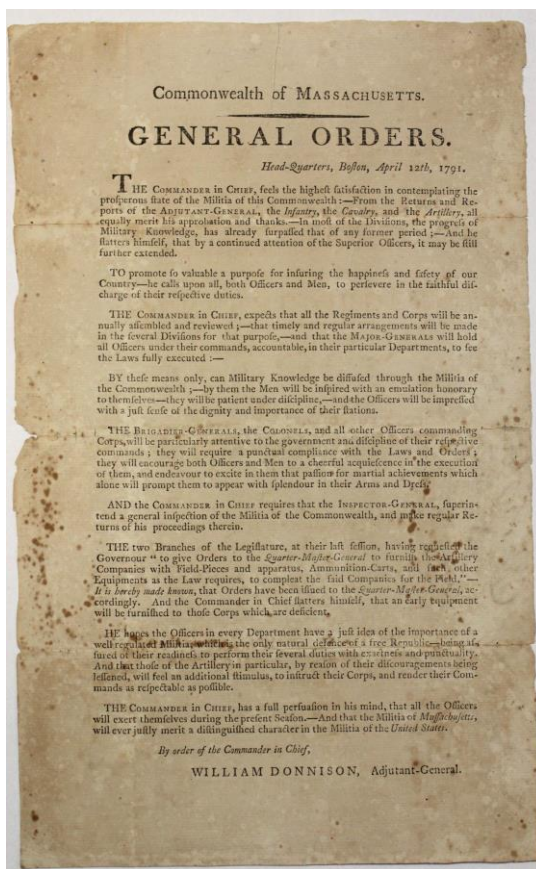 Commonwealth of MASSACHUSETTS.
GENERAL ORDERS.
Head-Quarters, Boſton, April 12th, 1791.
THE COMMANDER in CHIEF, feels the higheſt ſatisfaction in contemplating the
proſperous ſtate of the Militia of this Commonwealth :—From the Returns and Re-
ports of the ADJUTANT-GENERAL, the Infantry, the Cavalry, and the Artillery, all
equally merit his approbation and thanks.—In moſt of the Diviſions, the progreſs of
Military Knowledge, has already ſurpaſſed that of any former period ;—And he
flatters himſelf, that by a continued attention of the Superior Officers, it may be ſtill
further extended.
TO promote ſo valuable a purpoſe for inſuring the happineſs and ſafety of our
Country—he calls upon all, both Officers and Men, to perſevere in the faithful diſ-
charge of their reſpective duties.
THE COMMANDER in CHIEF, expects that all the Regiments and Corps will be an-
nually aſſembled and reviewed ;—that timely and regular arrangements will be made
in the ſeveral Diviſions for that purpoſe,—and that the MAJOR-GENERALS will hold
all Officers under their commands, accountable, in their particular Departments, to ſee
the Laws fully executed :—
BY theſe means only, can Military Knowledge be diffuſed through the Militia of
the Commonwealth ;—by them the Men will be inſpired with an emulation honorary
to themſelves—they will be patient under diſcipline,—and the Officers will be impreſſed
with a juſt ſenſe of the dignity and importance of their ſtations.
THE BRIGADIER-GENERALS, the COLONELS, and all other Officers commanding
Corps, will be particularly attentive to the government and diſcipline of their reſpective
commands ; they will require a punctual compliance with the Laws and Orders ;
they will encourage both Officers and Men to a cheerful acquieſcence in the execution
of them, and endeavour to excite in them that paſſion for martial achievements which
alone will prompt them to appear with ſplendour in their Arms and Dreſs.
AND the COMMANDER in CHIEF requires that the INSPECTOR-GENERAL, ſuperin-
tend a general inſpection of the Militia of the Commonwealth, and make regular Re-
turns of his proceedings therein.
THE two Branches of the Legiſlature, at their laſt ſeſſion, having requeſted the
Governour " to give Orders to the Quarter-Maſter-General to furniſh the Artillery
Companies with Field-Pieces and apparatus, Ammunition-Carts, and ſuch other
Equipments as the Law requires, to compleat the ſaid Companies for the Field,"—
It is hereby made known, that Orders have been iſſued to the Quarter-Maſter-General, ac-
cordingly. And the Commander in Chief flatters himſelf, that an early equipment
will be furniſhed to thoſe Corps which are deficient.
HE hopes the Officers in every Department have a juſt idea of the importance of a
well regulated Militia, which is the only natural defence of a free Republic—being aſ-
ſured of their readineſs to perform their ſeveral duties with exactneſs and punctuality.
And that thoſe of the Artillery in particular, by reaſon of their diſcouragements being
leſſened, will feel an additional ſtimulus, to inſtruct their Corps, and render their Com-
mands as reſpectable as poſſible.
THE COMMANDER in CHIEF, has a full perſuaſion in his mind, that all the Officers
will exert themſelves during the preſent Seaſon.—And that the Militia of Maſſachuſetts,
will ever juſtly merit a diſtinguiſhed character in the Militia of the United States.
By order of the Commander in Chief,
WILLIAM DONNISON, Adjutant-General.